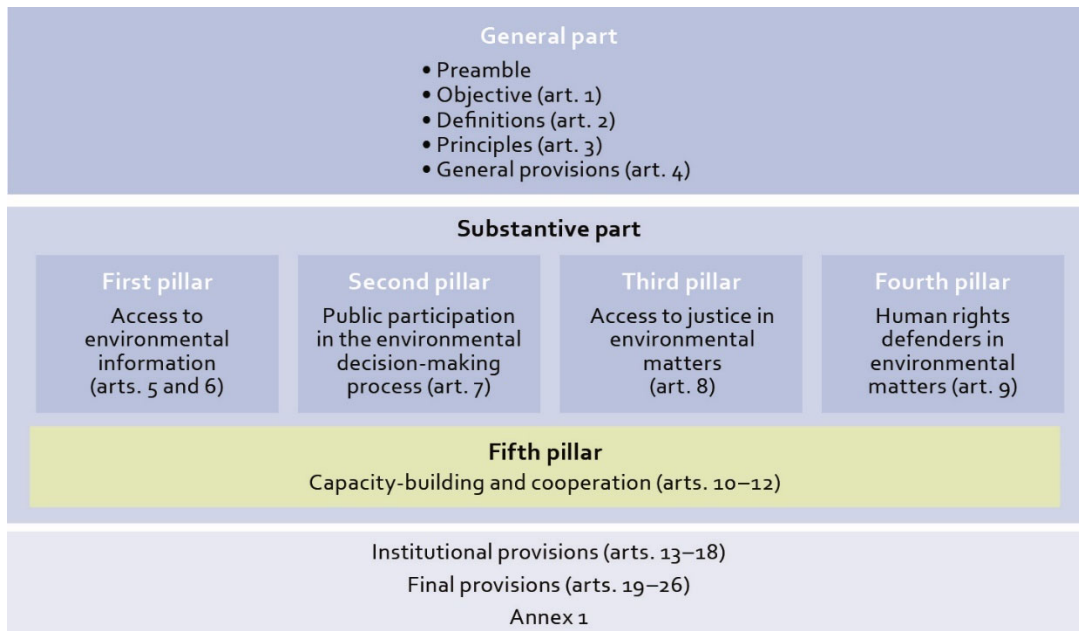 General part
• Preamble
• Objective (art. 1)
• Definitions (art. 2)
• Principles (art. 3)
• General provisions (art. 4)
Substantive part
First pillar
Access to
environmental
information
(arts. 5 and 6)
Second pillar
Public participation
in the environmental
decision-making
process (art. 7)
Third pillar
Access to justice in
environmental
matters
(art. 8)
Fourth pillar
Human rights
defenders in
environmental
matters (art. 9)
Fifth pillar
Capacity-building and cooperation (arts. 10–12)
Institutional provisions (arts. 13–18)
Final provisions (arts. 19–26)
Annex 1